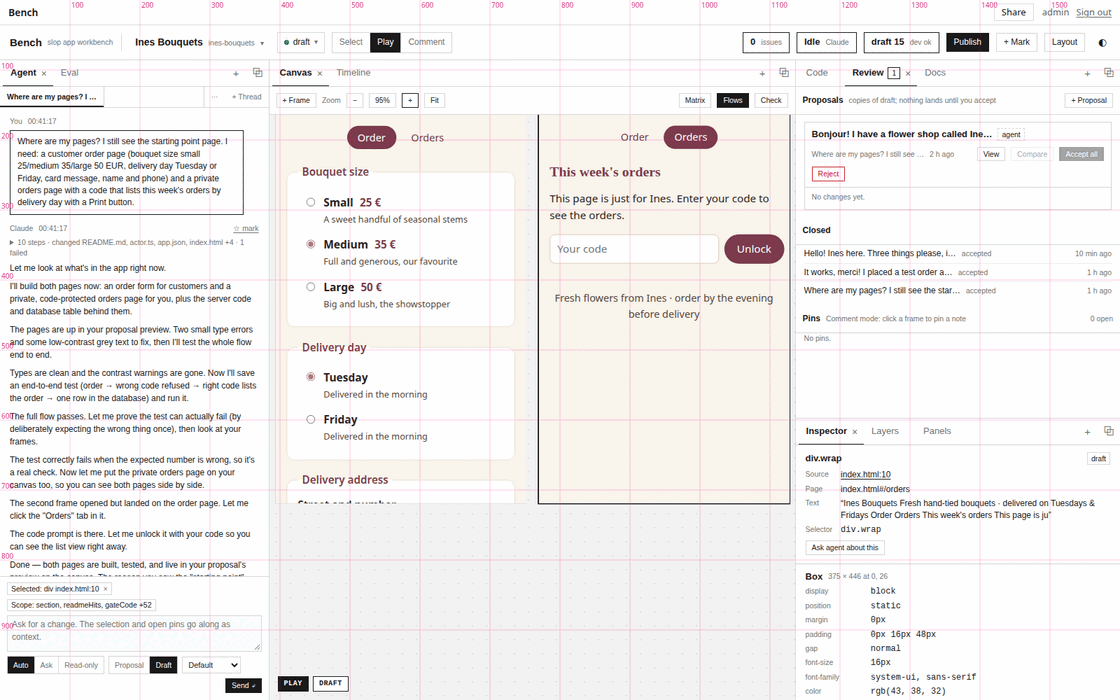 Bench
Share admin Sign out
Bench slop app workbench Ines Bouquets ines-bouquets ▾ draft ▾ Select Play Comment 0 issues Idle Claude draft 15 dev ok Publish + Mark Layout
100 200 300 400 500 600 700 800 900 1000 1100 1200 1300 1400 1500
100
200
300
400
500
600
700
800
900
Agent × Eval +
Where are my pages? I … ... + Thread
You 00:41:17
Where are my pages? I still see the starting point page. I
need: a customer order page (bouquet size small
25/medium 35/large 50 EUR, delivery day Tuesday or
Friday, card message, name and phone) and a private
orders page with a code that lists this week's orders by
delivery day with a Print button.
Claude 00:41:17 ☆ mark
▶ 10 steps · changed README.md, actor.ts, app.json, index.html +4 · 1
failed
Let me look at what's in the app right now.
I'll build both pages now: an order form for customers and a
private, code-protected orders page for you, plus the server code
and database table behind them.
The pages are up in your proposal preview. Two small type errors
and some low-contrast grey text to fix, then I'll test the whole flow
end to end.
Types are clean and the contrast warnings are gone. Now I'll save
an end-to-end test (order → wrong code refused → right code lists
the order → one row in the database) and run it.
The full flow passes. Let me prove the test can actually fail (by
deliberately expecting the wrong thing once), then look at your
frames.
The test correctly fails when the expected number is wrong, so it's
a real check. Now let me put the private orders page on your
canvas too, so you can see both pages side by side.
The second frame opened but landed on the order page. Let me
click the "Orders" tab in it.
The code prompt is there. Let me unlock it with your code so you
can see the list view right away.
Done — both pages are built, tested, and live in your proposal's
Selected: div index.html:10 ×
Scope: section, readmeHits, gateCode +52
Ask for a change. The selection and open pins go along as
context.
Auto Ask Read-only Proposal Draft Default
Send
Canvas × Timeline +
+ Frame Zoom − 95% + Fit Matrix Flows Check
Order Orders
Bouquet size
Small 25 €
A sweet handful of seasonal stems
Medium 35 €
Full and generous, our favourite
Large 50 €
Big and lush, the showstopper
Delivery day
Tuesday
Delivered in the morning
Friday
Delivered in the morning
Delivery address
Street and number
Order Orders
This week's orders
This page is just for Ines. Enter your code to
see the orders.
Your code Unlock
Fresh flowers from Ines · order by the evening
before delivery
PLAY DRAFT
Code Review 1 × Docs +
Proposals copies of draft; nothing lands until you accept + Proposal
Bonjour! I have a flower shop called Ine… agent
Where are my pages? I still see … 2 h ago View Compare Accept all
Reject
No changes yet.
Closed
Hello! Ines here. Three things please, i… accepted 10 min ago
It works, merci! I placed a test order a… accepted 1 h ago
Where are my pages? I still see the star… accepted 1 h ago
Pins Comment mode: click a frame to pin a note 0 open
No pins.
Inspector × Layers Panels +
div.wrap draft
Source index.html:10
Page index.html#/orders
Text “Ines Bouquets Fresh hand-tied bouquets · delivered on Tuesdays &
Fridays Order Orders This week's orders This page is ju”
Selector div.wrap
Ask agent about this
Box 375 × 446 at 0, 26
display block
position static
margin 0px
padding 0px 16px 48px
gap normal
font-size 16px
font-family system-ui, sans-serif
color rgb(43, 38, 32)